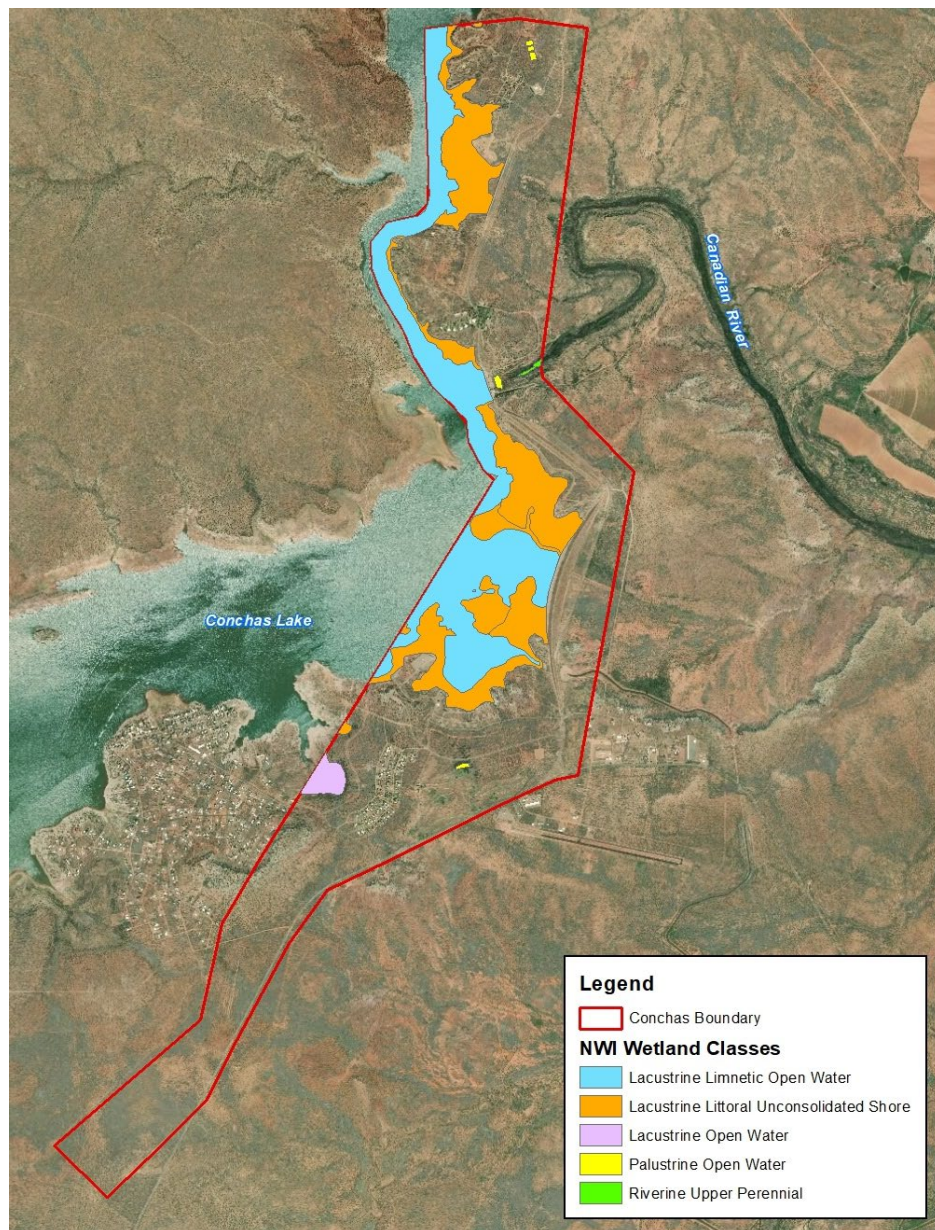 Canadian River
Conchas Lake
Legend
Conchas Boundary
NWI Wetland Classes
Lacustrine Limnetic Open Water
Lacustrine Littoral Unconsolidated Shore
Lacustrine Open Water
Palustrine Open Water
Riverine Upper Perennial